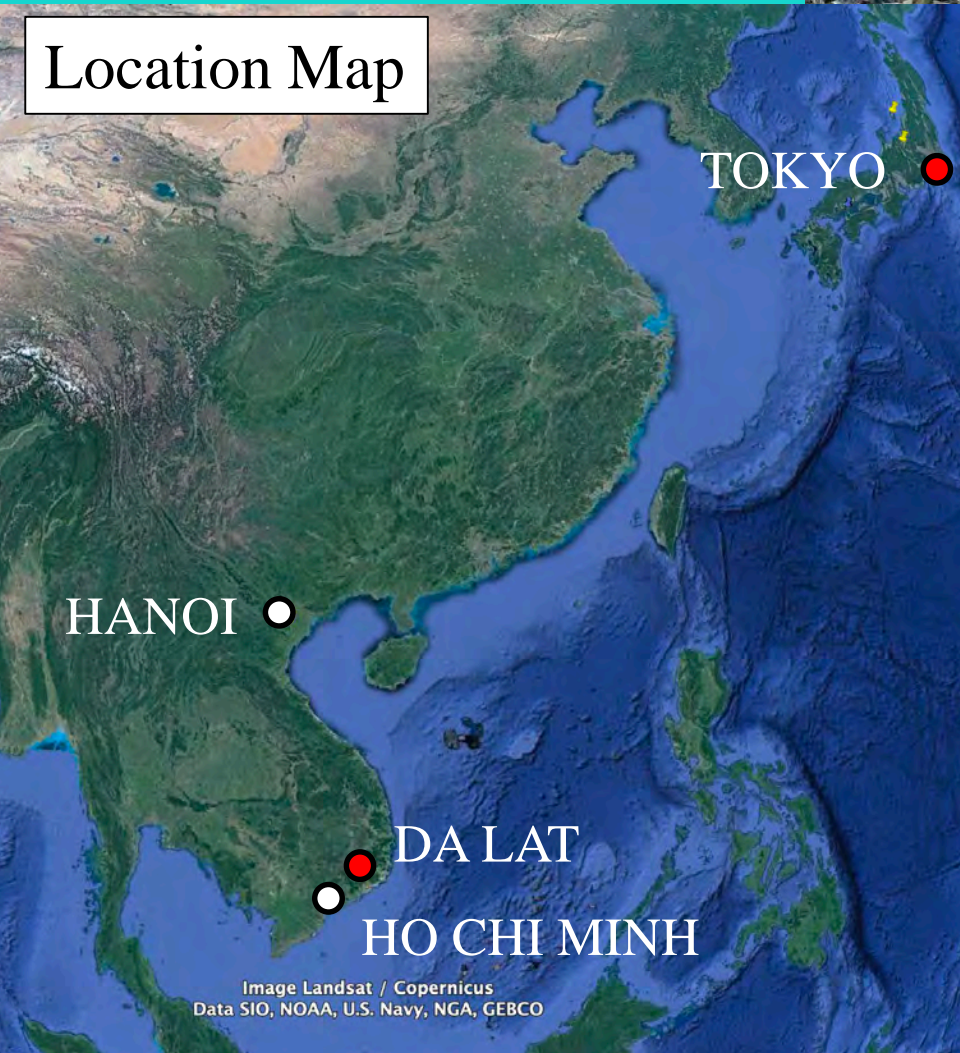 Location Map
TOKYO
HANOI
DA LAT
HO CHI MINH
Image Landsat / Copernicus
Data SIO, NOAA, U.S. Navy, NGA, GEBCO